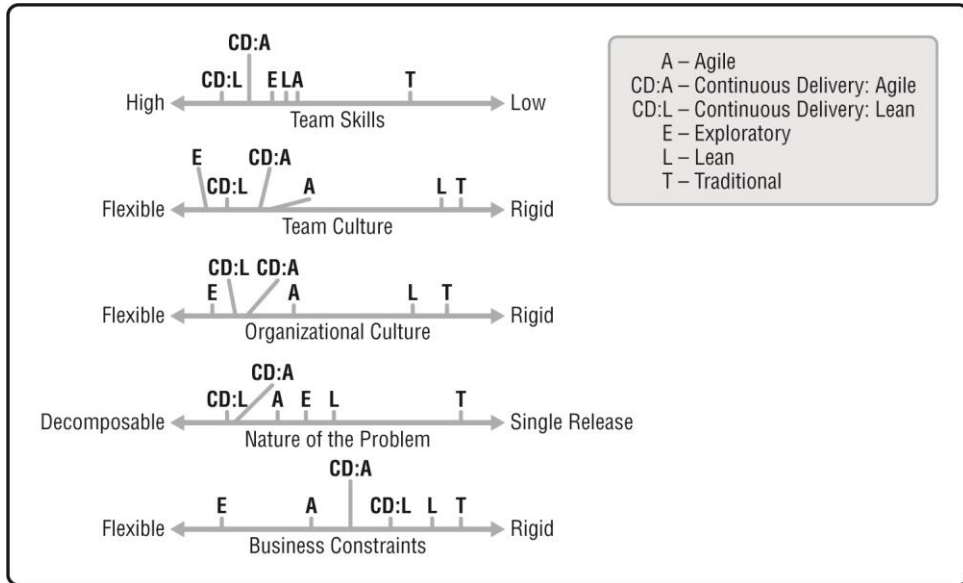 CD:A
CD:L E L A T
High Low
Team Skills
E CD:A
CD:L A L T
Flexible Rigid
Team Culture
CD:L CD:A
E A L T
Flexible Rigid
Organizational Culture
CD:A
CD:L A E L T
Decomposable Single Release
Nature of the Problem
CD:A
E A CD:L L T
Flexible Rigid
Business Constraints
A – Agile
CD:A – Continuous Delivery: Agile
CD:L – Continuous Delivery: Lean
E – Exploratory
L – Lean
T – Traditional